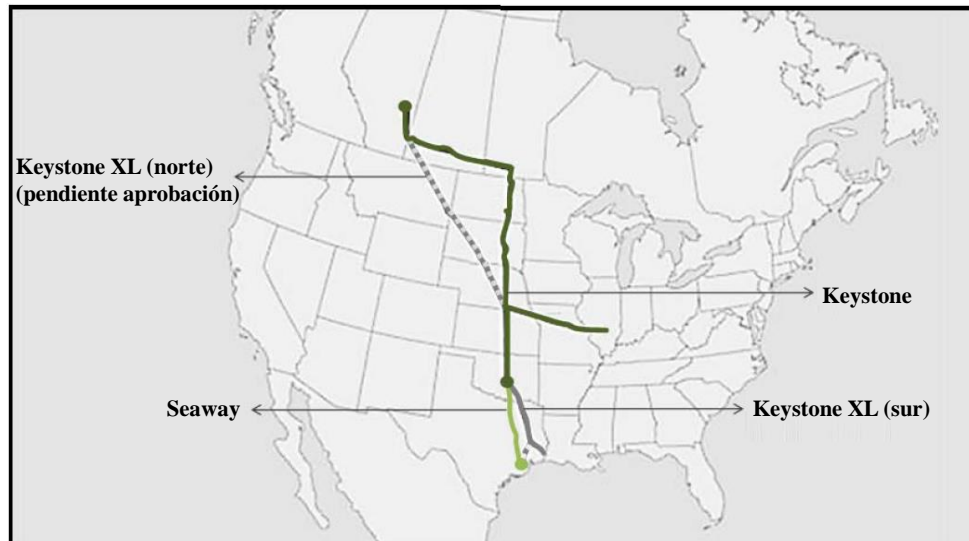 Keystone XL (norte)
(pendiente aprobación)
Keystone
Seaway
Keystone XL (sur)